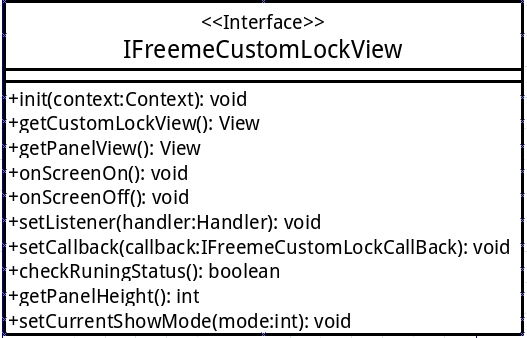 <<Interface>>
IFreemeCustomLockView
+init(context:Context): void
+getCustomLockView(): View
+getPanelView(): View
+onScreenOn(): void
+onScreenOff(): void
+setListener(handler:Handler): void
+setCallback(callback:IFreemeCustomLockCallBack): void
+checkRuningStatus(): boolean
+getPanelHeight(): int
+setCurrentShowMode(mode:int): void